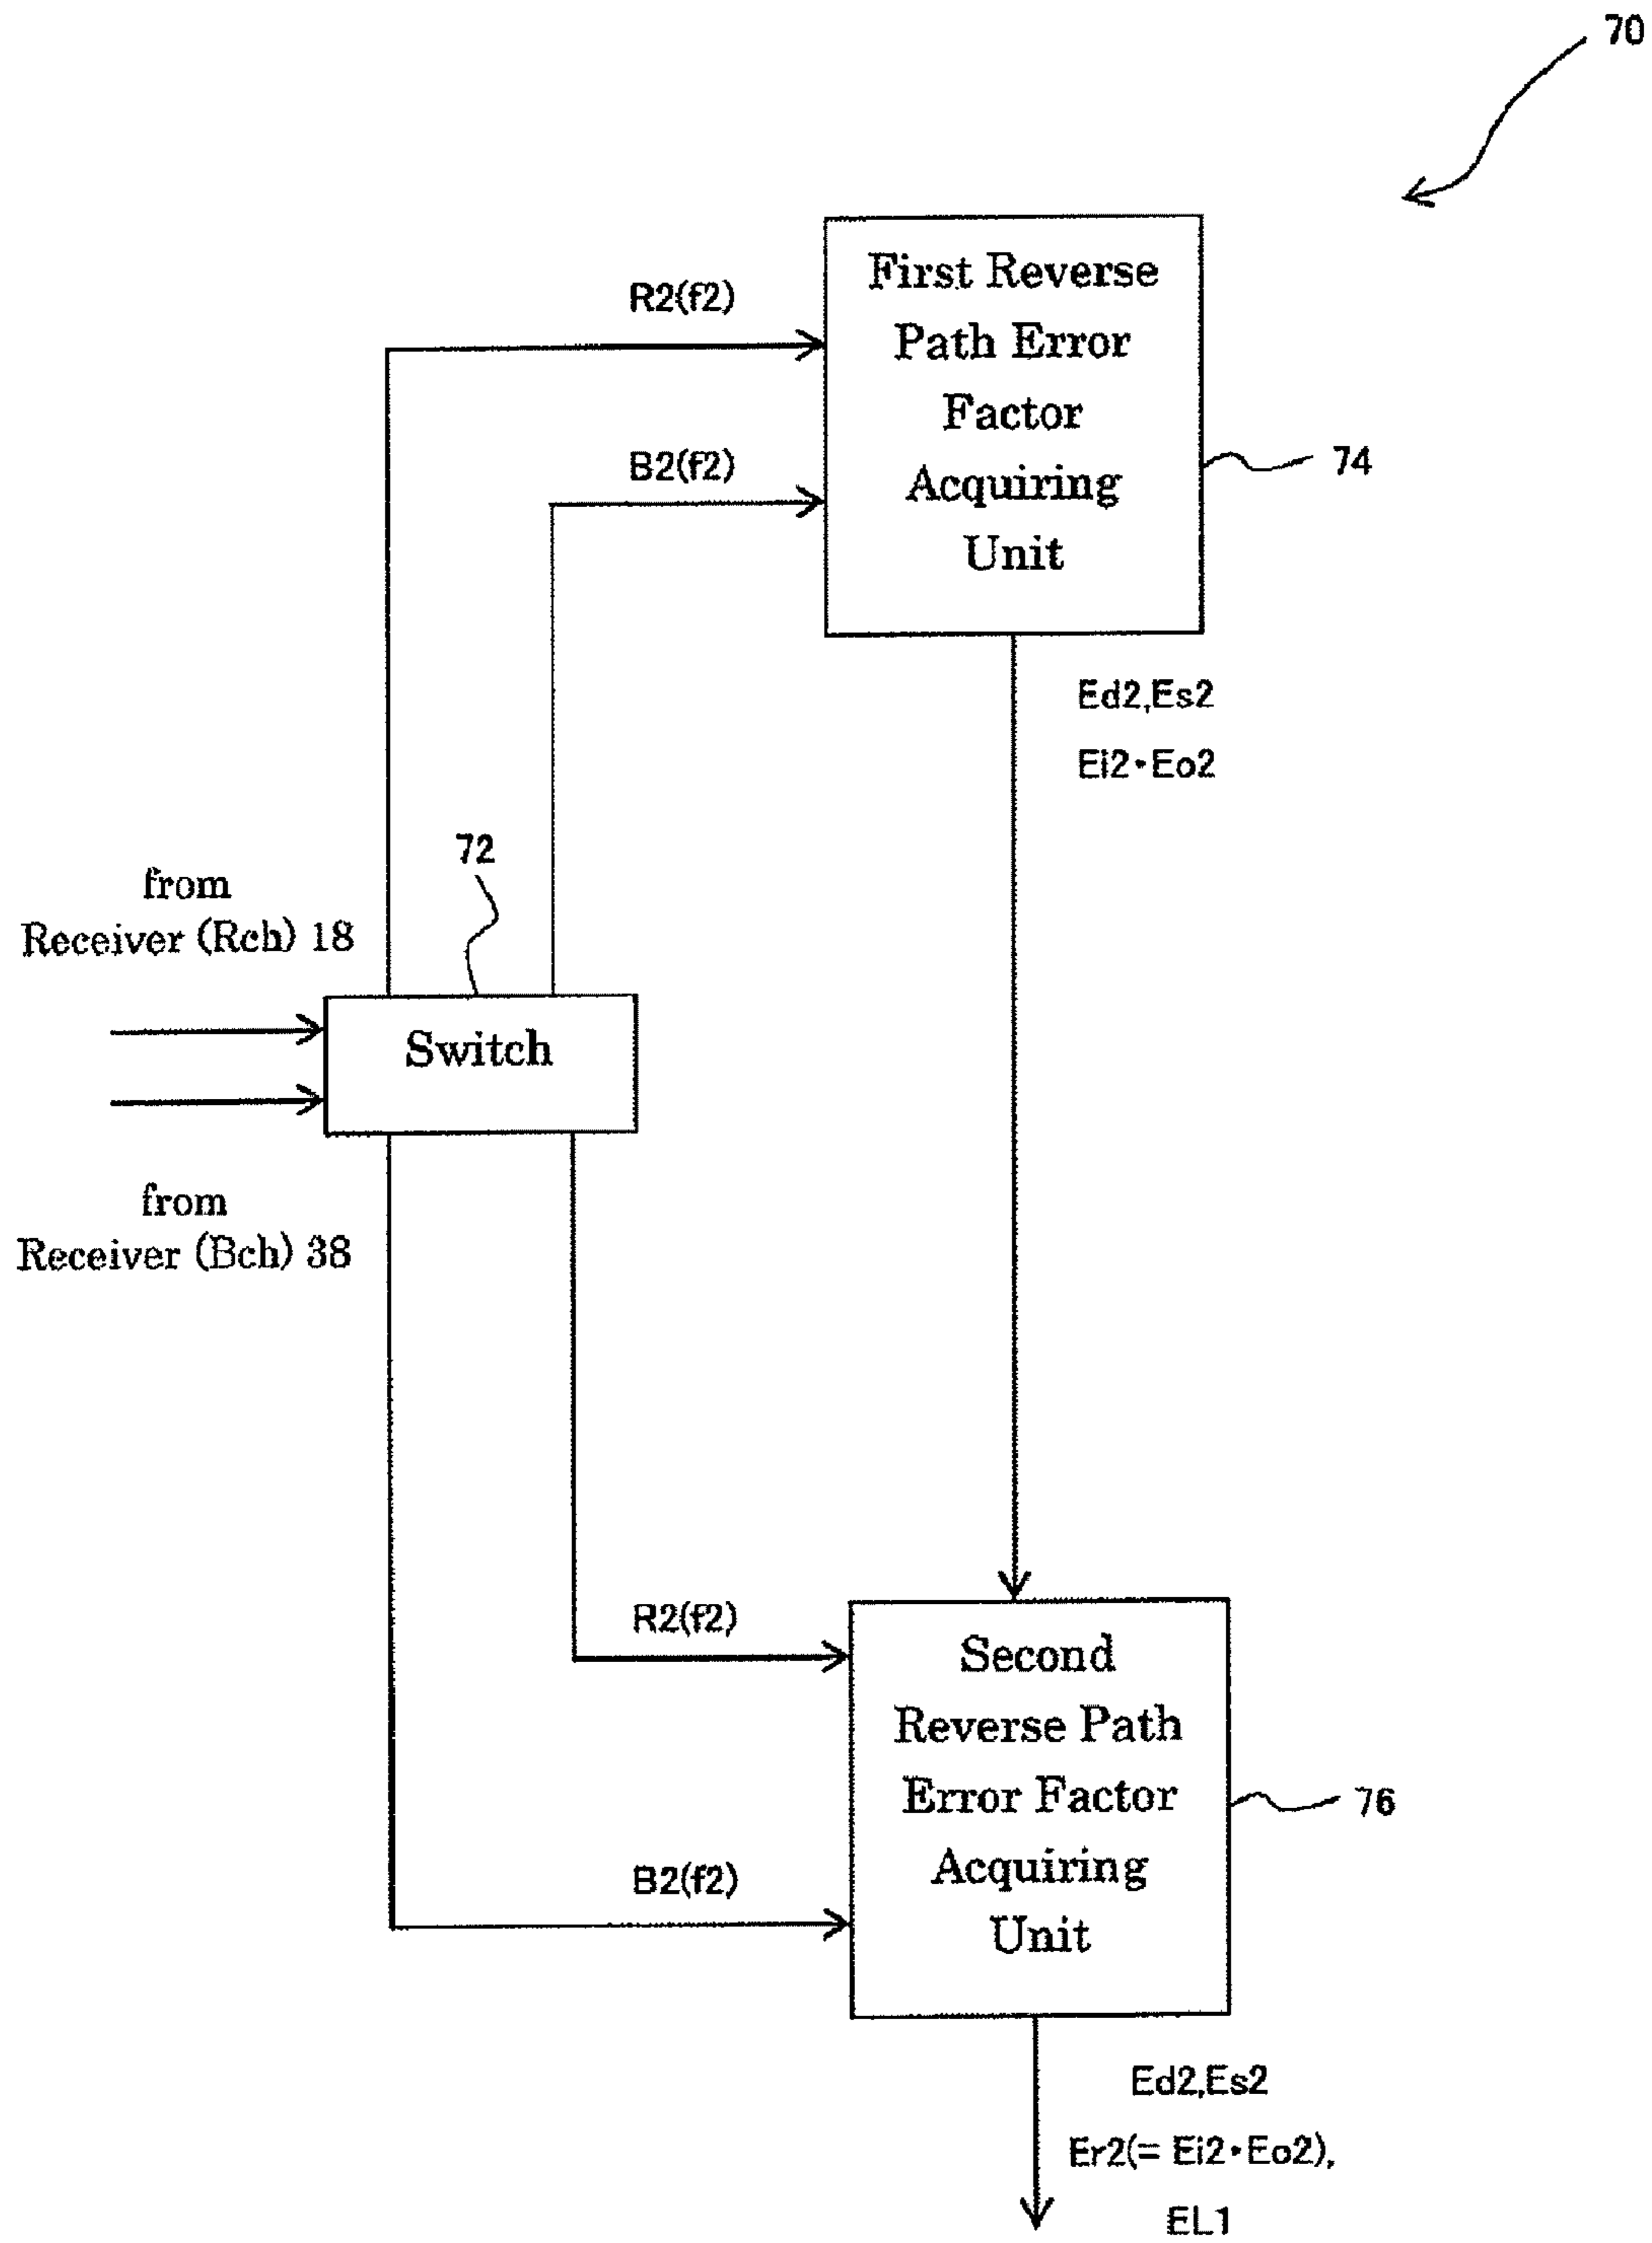 70
First Reverse
Path Error
Factor
Acquiring
Unit
R2(f2)
B2(f2)
74
Ed2,Es2
Ei2・Eo2
72
from
Receiver (Rch) 18
Switch
from
Receiver (Bch) 38
R2(f2)
B2(f2)
Second
Reverse Path
Error Factor
Acquiring
Unit
76
Ed2,Es2
Er2(= Ei2・Eo2),
EL1